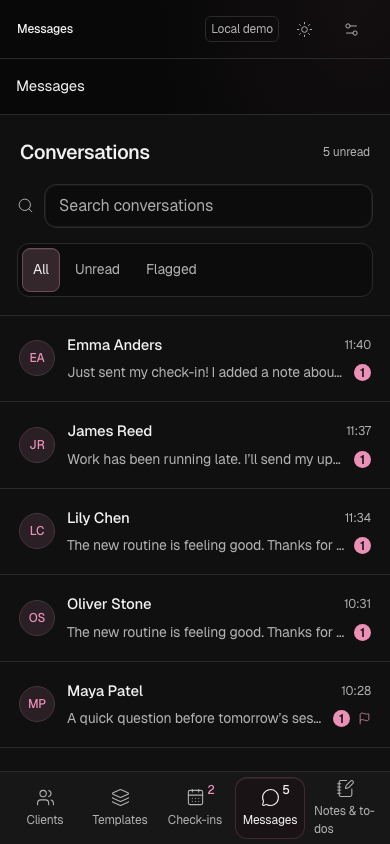 Messages
Local demo
Messages
Conversations
5 unread
Search conversations
All
Unread
Flagged
EA
Emma Anders
11:40
Just sent my check-in! I added a note abou...
1
JR
James Reed
11:37
Work has been running late. I'll send my up...
1
LC
Lily Chen
11:34
The new routine is feeling good. Thanks for ...
1
OS
Oliver Stone
10:31
The new routine is feeling good. Thanks for ...
1
MP
Maya Patel
10:28
A quick question before tomorrow's ses...
1
Clients
Templates
2
Check-ins
5
Messages
Notes & to-
dos